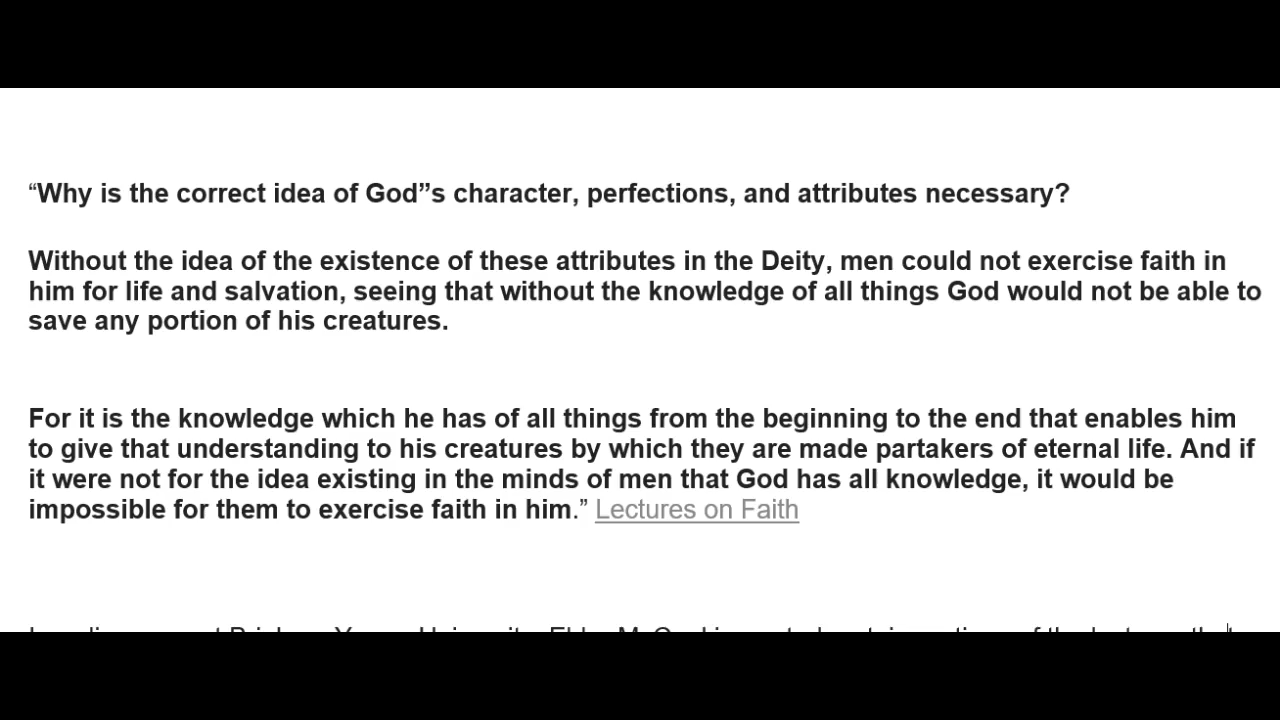 “Why is the correct idea of God”s character, perfections, and attributes necessary?
Without the idea of the existence of these attributes in the Deity, men could not exercise faith in
him for life and salvation, seeing that without the knowledge of all things God would not be able to
save any portion of his creatures.
For it is the knowledge which he has of all things from the beginning to the end that enables him
to give that understanding to his creatures by which they are made partakers of eternal life. And if
it were not for the idea existing in the minds of men that God has all knowledge, it would be
impossible for them to exercise faith in him.” Lectures on Faith